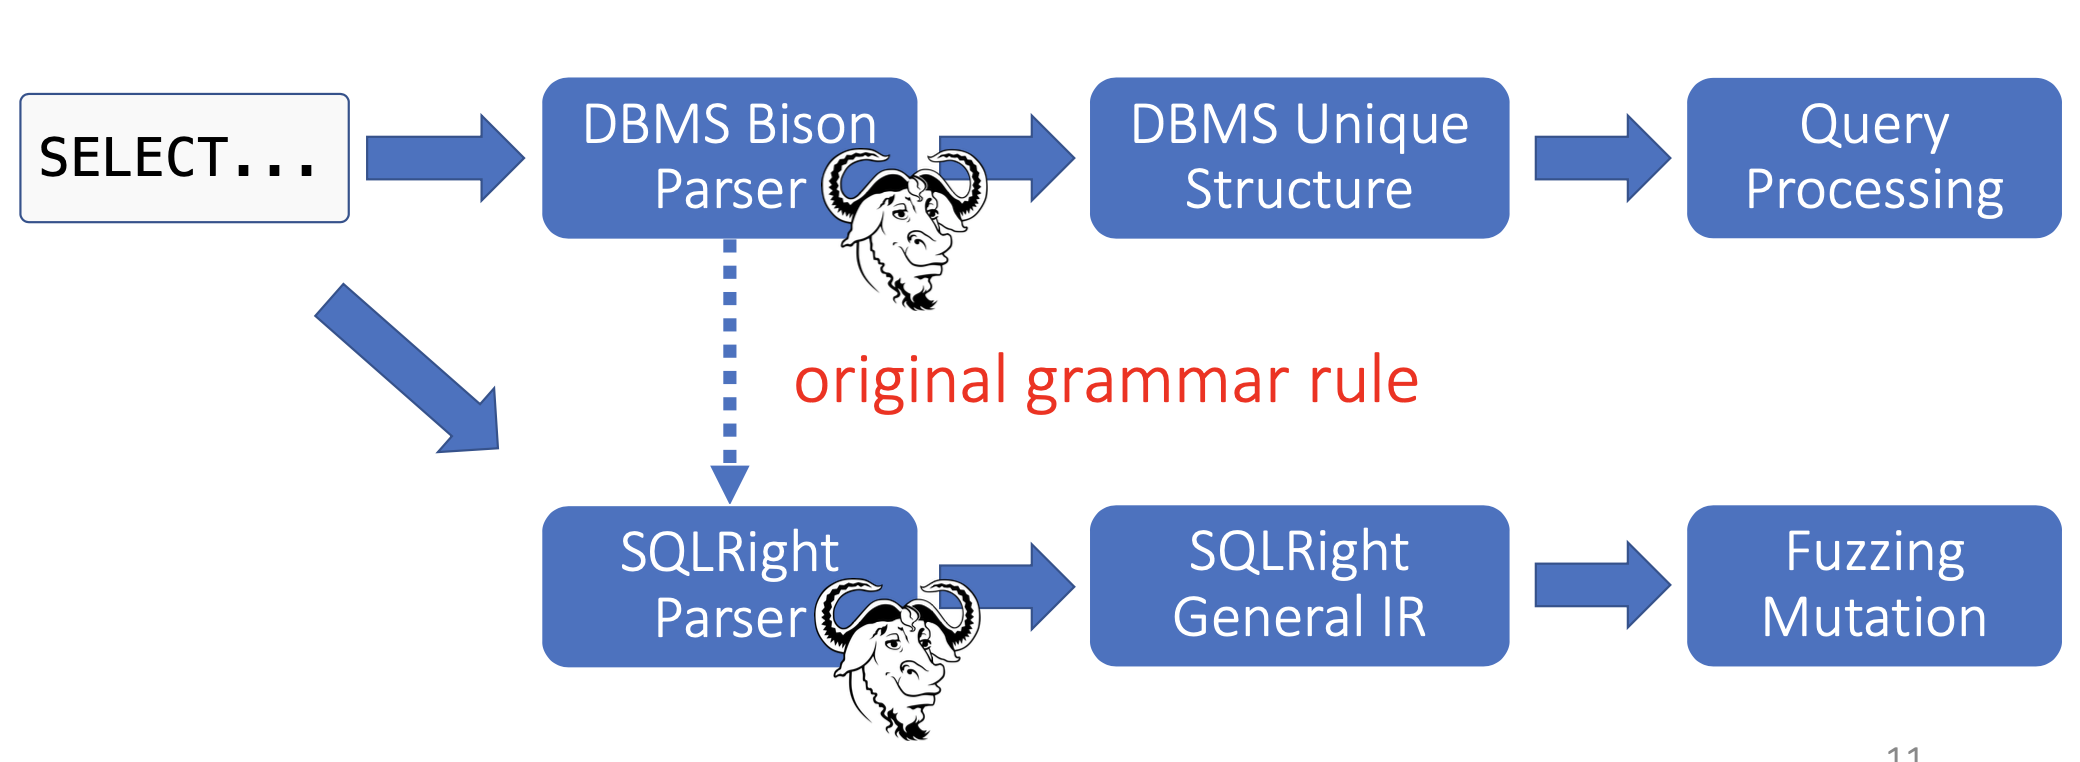 SELECT...
DBMS Bison
Parser
DBMS Unique
Structure
Query
Processing
original grammar rule
SQLRight
Parser
SQLRight
General IR
Fuzzing
Mutation
11